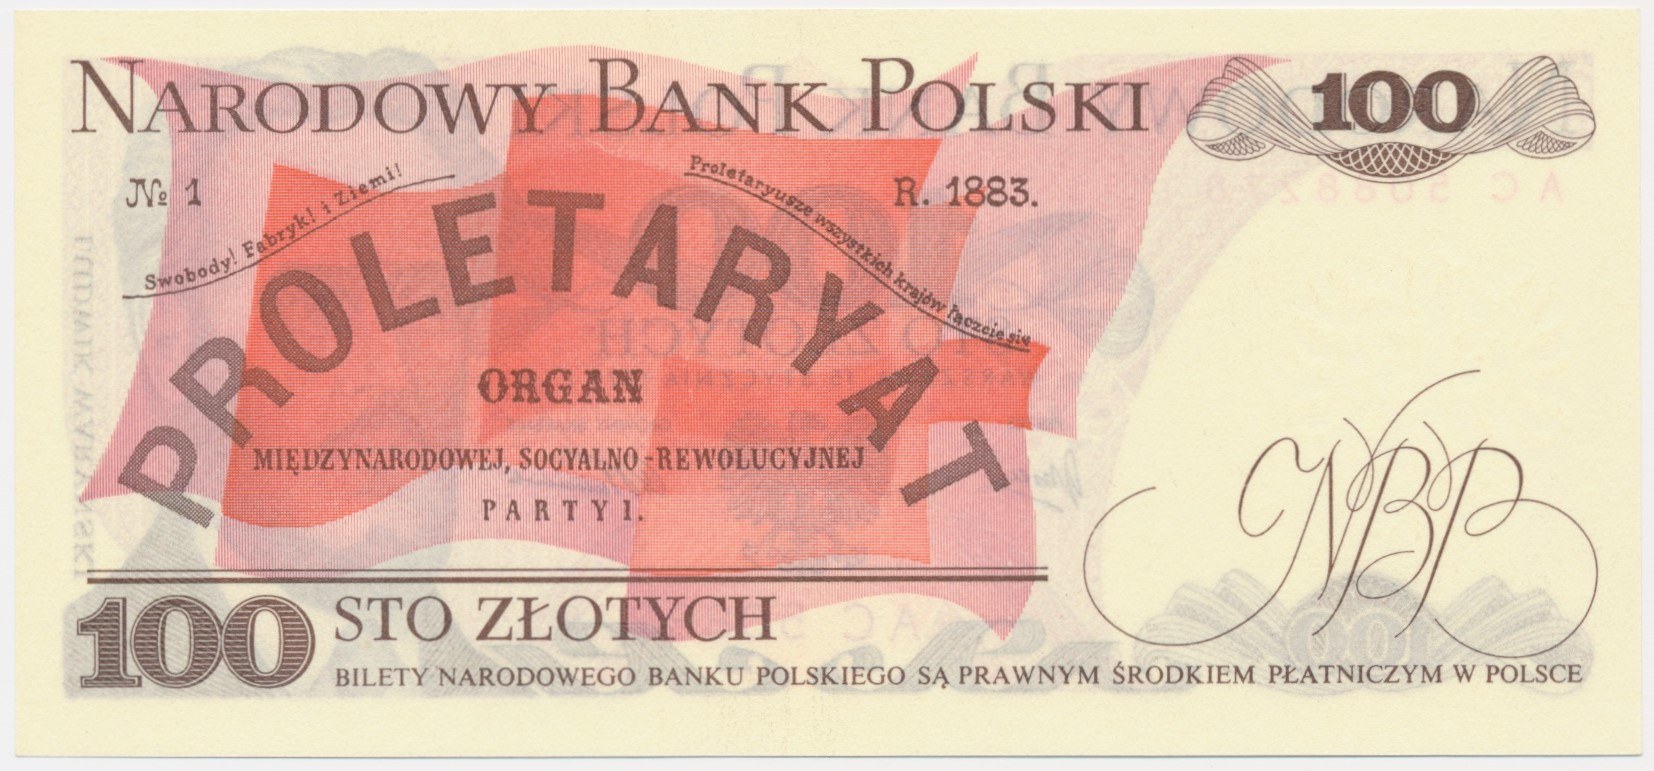 NARODOWY BANK POLSKI
100
№ 1
Swobody! Fabryk! i Ziemi!
Proletaryusze wszystkich krajów łączcie się
R. 1883.
PROLETARYAT
ORGAN
MIĘDZYNARODOWEJ, SOCYALNO-REWOLUCYJNEJ
PARTYI.
NBP
100
STO ZŁOTYCH
BILETY NARODOWEGO BANKU POLSKIEGO SĄ PRAWNYM ŚRODKIEM PŁATNICZYM W POLSCE